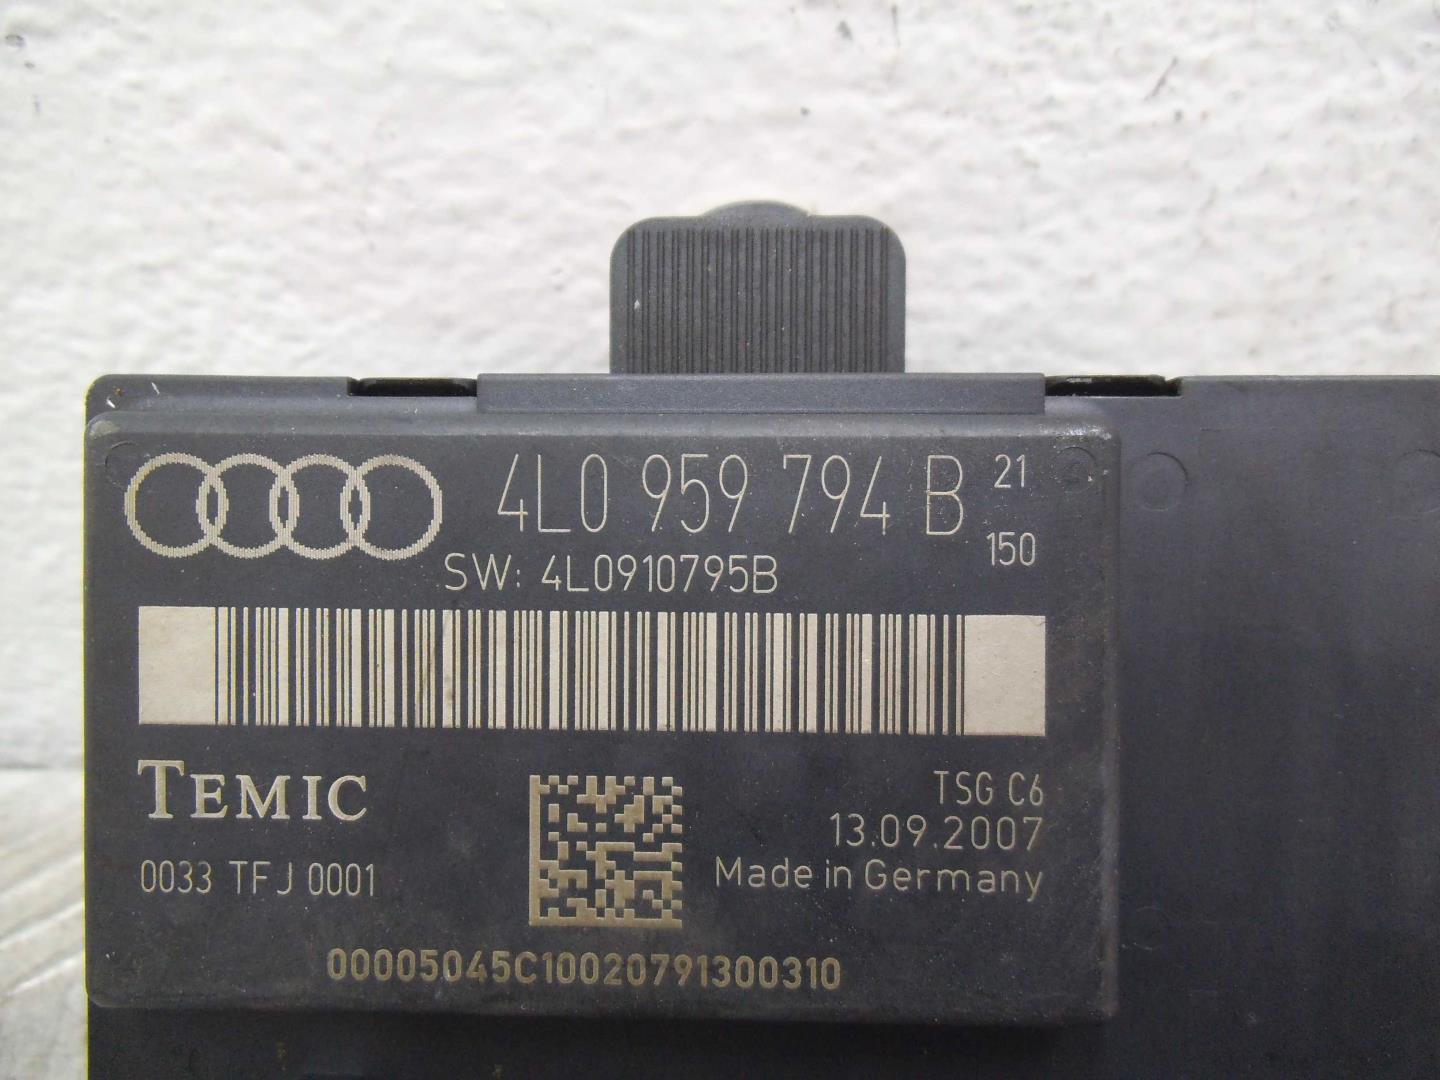 4L0 959 794 B 21
150
SW: 4L0910795B
TEMIC
TSG C6
13.09.2007
0033 TFJ 0001
Made in Germany
00005045C10020791300310